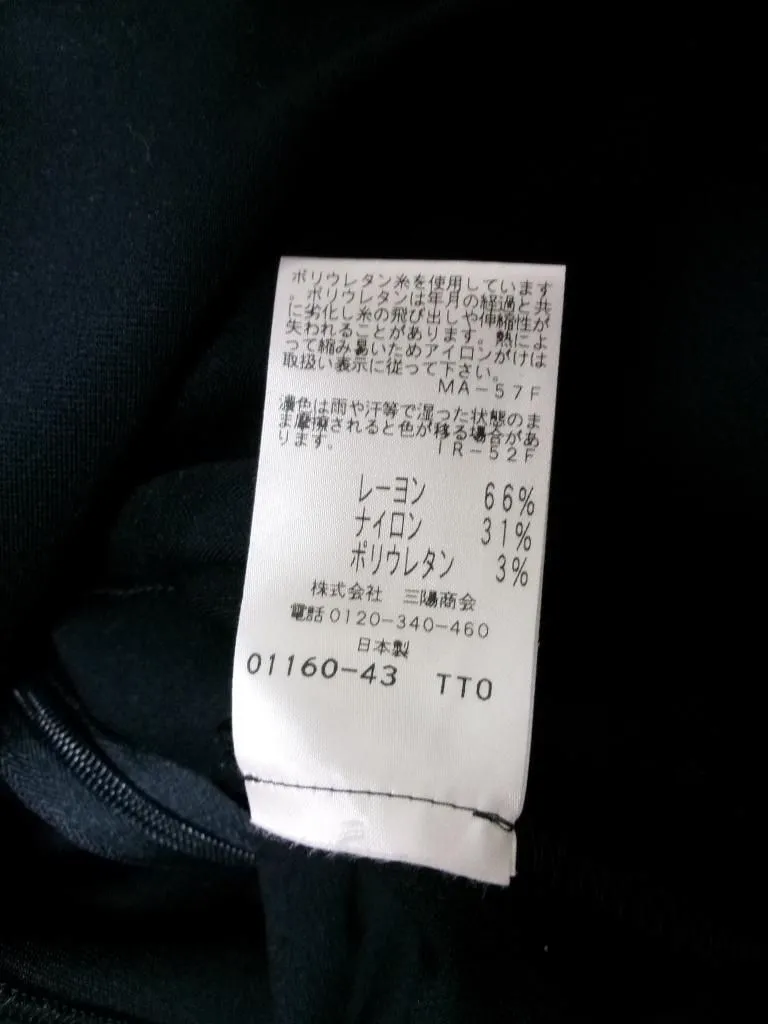 ポリウレタン糸を使用しています
。ポリウレタンは年月の経過と共
に劣化し糸の飛び出しや伸縮性が
失われることがあります。熱によ
って縮み易いためアイロンがけは
取扱い表示に従って下さい。
MA-57F
濃色は雨や汗等で湿った状態のま
ま摩擦されると色が移る場合があ
ります。 IR-52F
レーヨン 66%
ナイロン 31%
ポリウレタン 3%
株式会社 三陽商会
電話0120-340-460
日本製
01160-43 TTO